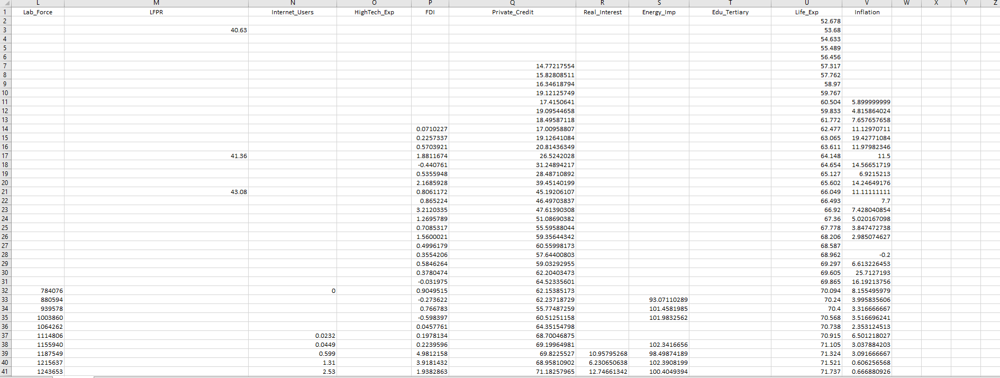 L M N O P Q R S T U V W X Y Z
1 Lab_Force LFPR Internet_Users HighTech_Exp FDI Private_Credit Real_Interest Energy_Imp Edu_Tertiary Life_Exp Inflation
2 52.678
3 40.63 53.68
4 54.633
5 55.489
6 56.456
7 14.77217554 57.317
8 15.82808511 57.762
9 16.34618794 58.97
10 19.12125749 59.767
11 17.4150641 60.504 5.899999999
12 19.09544658 59.833 4.815864024
13 18.49587118 61.772 7.657657658
14 0.0710227 17.00958807 62.477 11.12970711
15 0.2257337 19.12641084 63.065 19.42771084
16 0.5703921 20.81436349 63.611 11.97982346
17 41.36 1.8811674 26.5242028 64.148 11.5
18 -0.440761 31.24894217 64.654 14.56651719
19 0.5355948 28.48710892 65.127 6.9215213
20 2.1685928 39.45140199 65.602 14.24649176
21 43.08 0.8061172 45.19206107 66.049 11.11111111
22 0.865224 46.49703837 66.493 7.7
23 3.2120335 47.61390308 66.92 7.428040854
24 1.2695789 51.08690382 67.36 5.020167098
25 0.7085317 55.59588044 67.778 3.847472738
26 1.5600021 59.35644342 68.206 2.985074627
27 0.4996179 60.55998173 68.587
28 0.3554206 57.64400803 68.962 -0.2
29 0.5846264 59.03292955 69.297 6.613226453
30 0.3780474 62.20403473 69.605 25.7127193
31 -0.031975 64.52335601 69.865 16.19213756
32 784076 0 0.9049515 62.15385173 70.094 8.155495979
33 880594 -0.273622 62.23718729 93.07110289 70.24 3.995835606
34 939578 0.766783 55.77487259 101.4581985 70.4 3.316666667
35 1003860 -0.598397 60.51251158 101.9832562 70.568 3.516696241
36 1064262 0.0457761 64.35154798 70.738 2.353124513
37 1114806 0.0232 0.1978134 68.70046875 70.915 6.501218027
38 1155940 0.0449 0.2239596 69.19964981 102.3416656 71.105 3.037884203
39 1187549 0.599 4.9812158 69.8225527 10.95795268 98.49874189 71.324 3.091666667
40 1215637 1.31 3.9181432 68.95810902 6.230650638 102.3908199 71.521 0.606256568
41 1243653 2.53 1.9382863 71.18257965 12.74661342 100.4049394 71.737 0.666880926